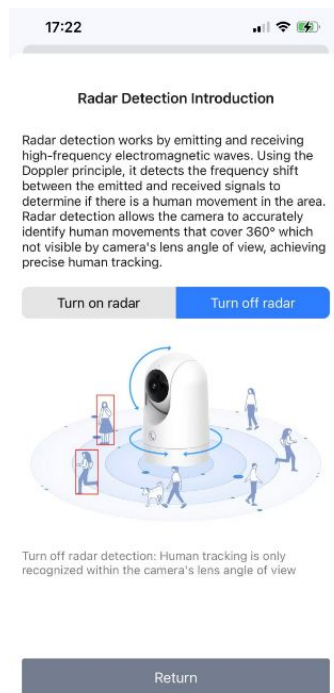 17:22
Radar Detection Introduction
Radar detection works by emitting and receiving
high-frequency electromagnetic waves. Using the
Doppler principle, it detects the frequency shift
between the emitted and received signals to
determine if there is a human movement in the area.
Radar detection allows the camera to accurately
identify human movements that cover 360° which
not visible by camera's lens angle of view, achieving
precise human tracking.
Turn on radar
Turn off radar
Turn off radar detection: Human tracking is only
recognized within the camera's lens angle of view
Return